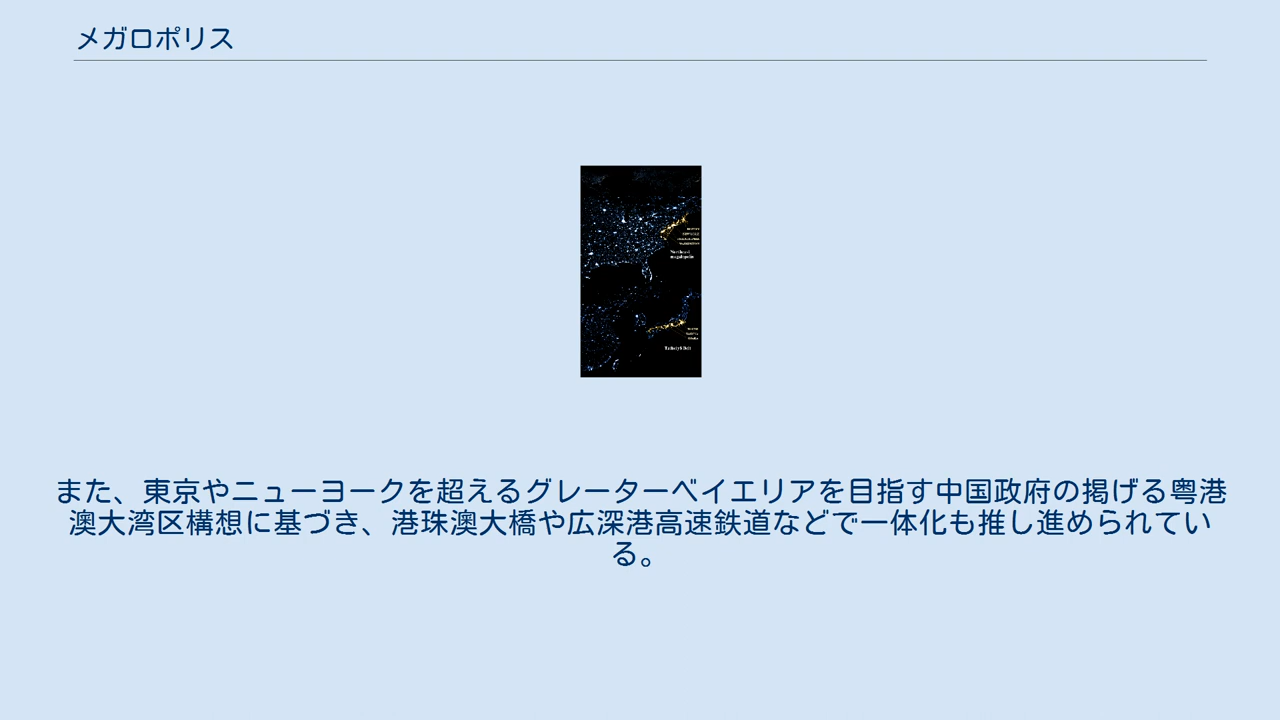 メガロポリス
Northeast
megalopolis
Taiheiyō Belt
また、東京やニューヨークを超えるグレーターベイエリアを目指す中国政府の掲げる粤港
澳大湾区構想に基づき、港珠澳大橋や広深港高速鉄道などで一体化も推し進められてい
る。